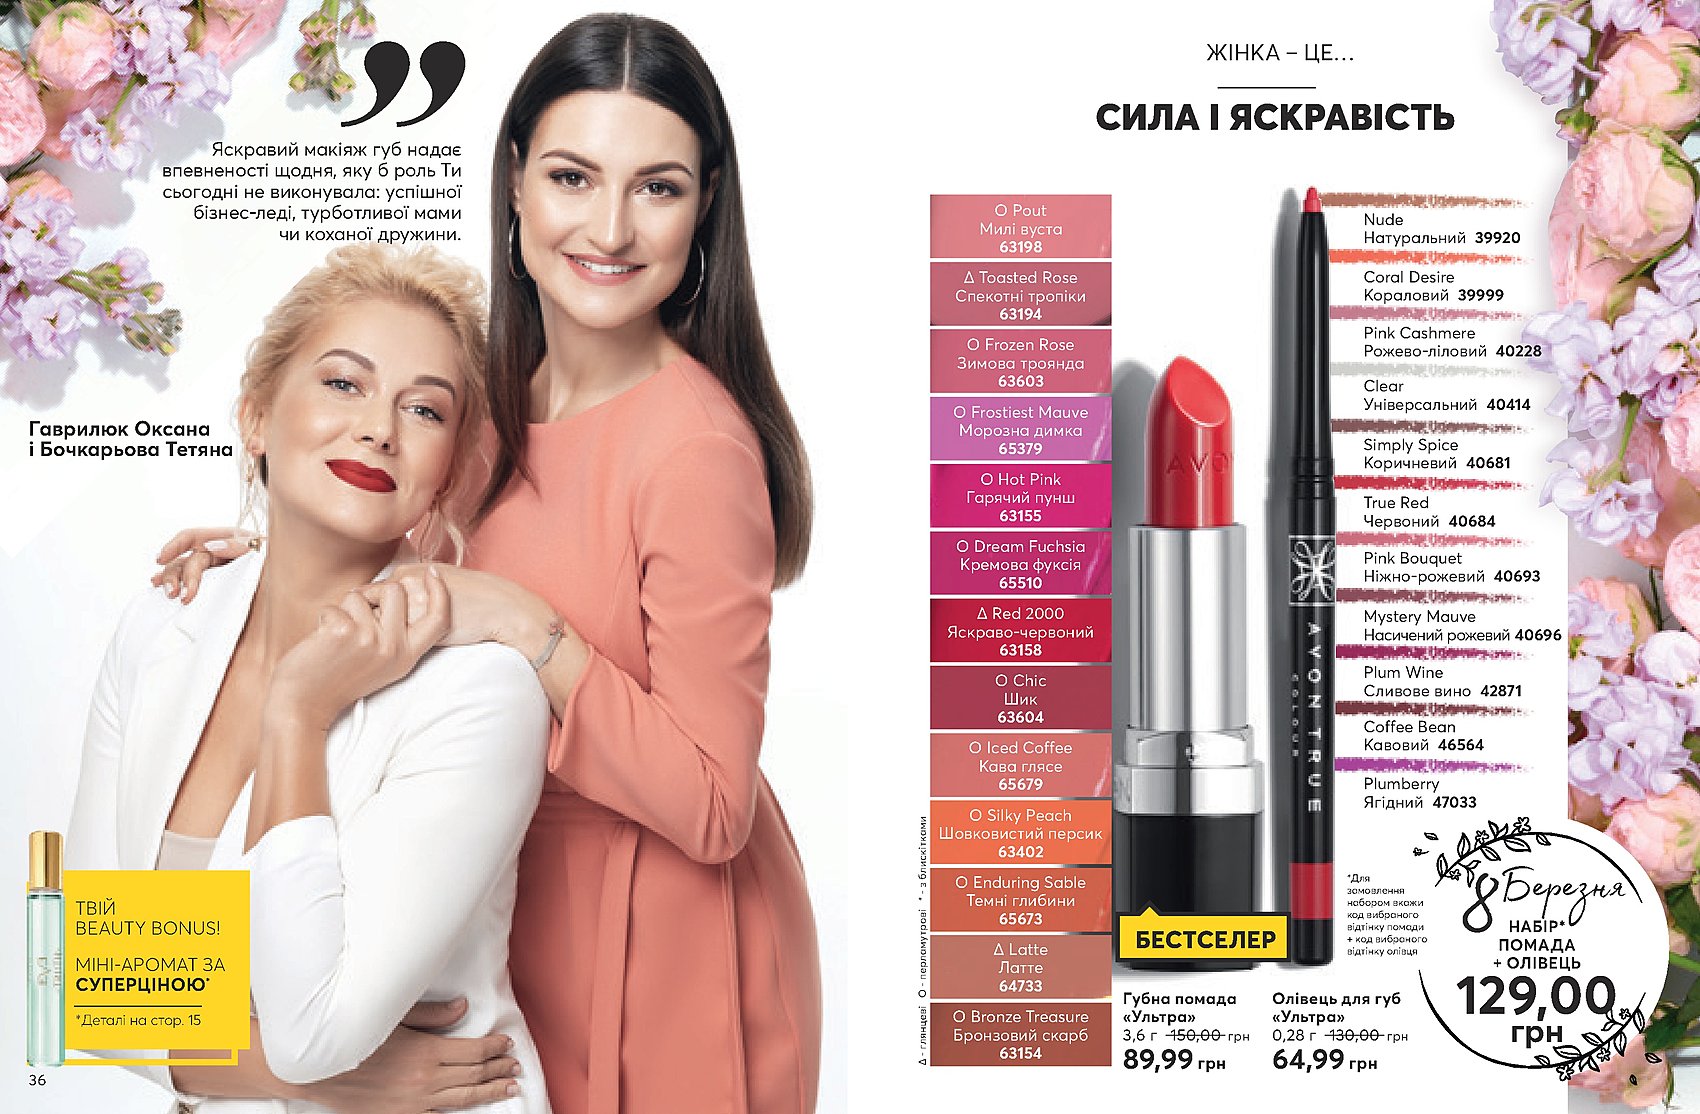 ”
Яскравий макіяж губ надає
впевненості щодня, яку б роль Ти
сьогодні не виконувала: успішної
бізнес-леді, турботливої мами
чи коханої дружини.
Гаврилюк Оксана
і Бочкарьова Тетяна
ТВІЙ
BEAUTY BONUS!
МІНІ-АРОМАТ ЗА
СУПЕРЦІНОЮ*
*Деталі на стор. 15
36
ЖІНКА – ЦЕ...
СИЛА І ЯСКРАВІСТЬ
O Pout
Милі вуста
63198
Δ Toasted Rose
Спекотні тропіки
63194
O Frozen Rose
Зимова троянда
63603
O Frostiest Mauve
Морозна димка
65379
O Hot Pink
Гарячий пунш
63155
O Dream Fuchsia
Кремова фуксія
65510
Δ Red 2000
Яскраво-червоний
63158
O Chic
Шик
63604
O Iced Coffee
Кава глясе
65679
O Silky Peach
Шовковистий персик
63402
O Enduring Sable
Темні глибини
65673
Δ Latte
Латте
64733
O Bronze Treasure
Бронзовий скарб
63154
Δ - глянцеві O - перламутрові * - з блискітками
AVON TRUE
COLOUR
Nude
Натуральний 39920
Coral Desire
Кораловий 39999
Pink Cashmere
Рожево-ліловий 40228
Clear
Універсальний 40414
Simply Spice
Коричневий 40681
True Red
Червоний 40684
Pink Bouquet
Ніжно-рожевий 40693
Mystery Mauve
Насичений рожевий 40696
Plum Wine
Сливове вино 42871
Coffee Bean
Кавовий 46564
Plumberry
Ягідний 47033
БЕСТСЕЛЕР
Губна помада
«Ультра»
3,6 г 150,00 грн
89,99 грн
Олівець для губ
«Ультра»
0,28 г 130,00 грн
64,99 грн
*Для
замовлення
набором вкажи
код вибраного
відтінку помади
+ код вибраного
відтінку олівця
8 Березня
НАБІР*
ПОМАДА
+ ОЛІВЕЦЬ
129,00
грн